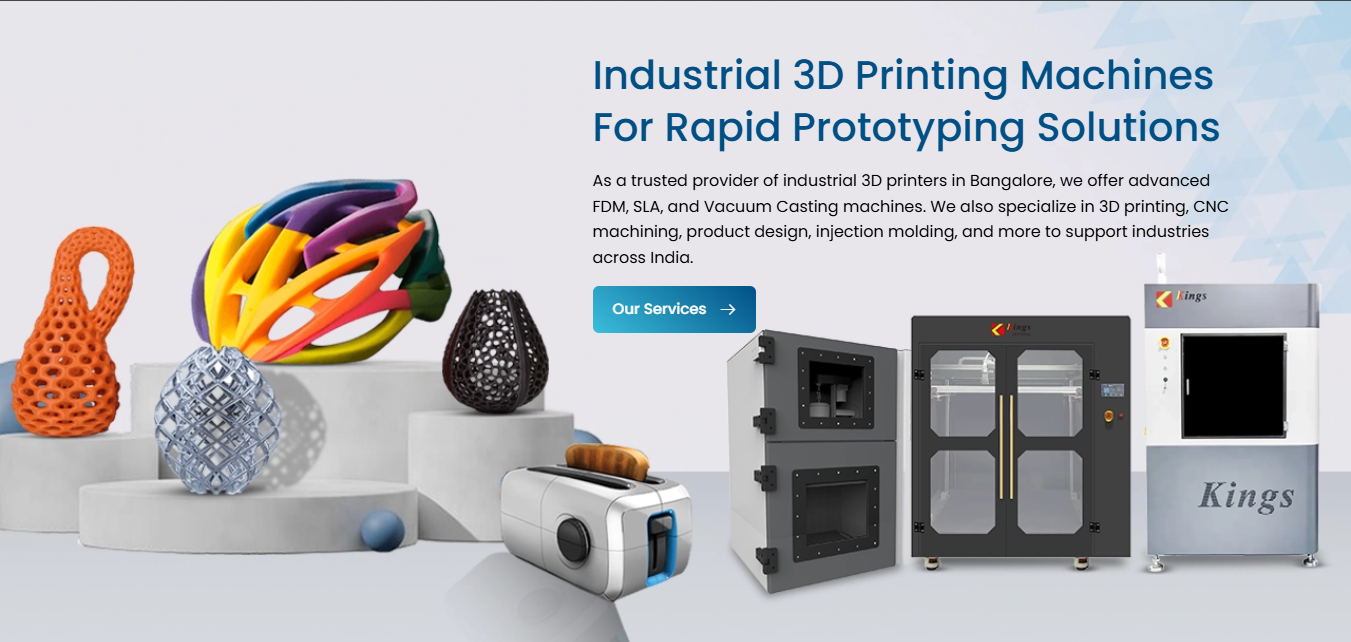 Industrial 3D Printing Machines
For Rapid Prototyping Solutions
As a trusted provider of industrial 3D printers in Bangalore, we offer advanced
FDM, SLA, and Vacuum Casting machines. We also specialize in 3D printing, CNC
machining, product design, injection molding, and more to support industries
across India.
Our Services →
Kings
Kings
Kings